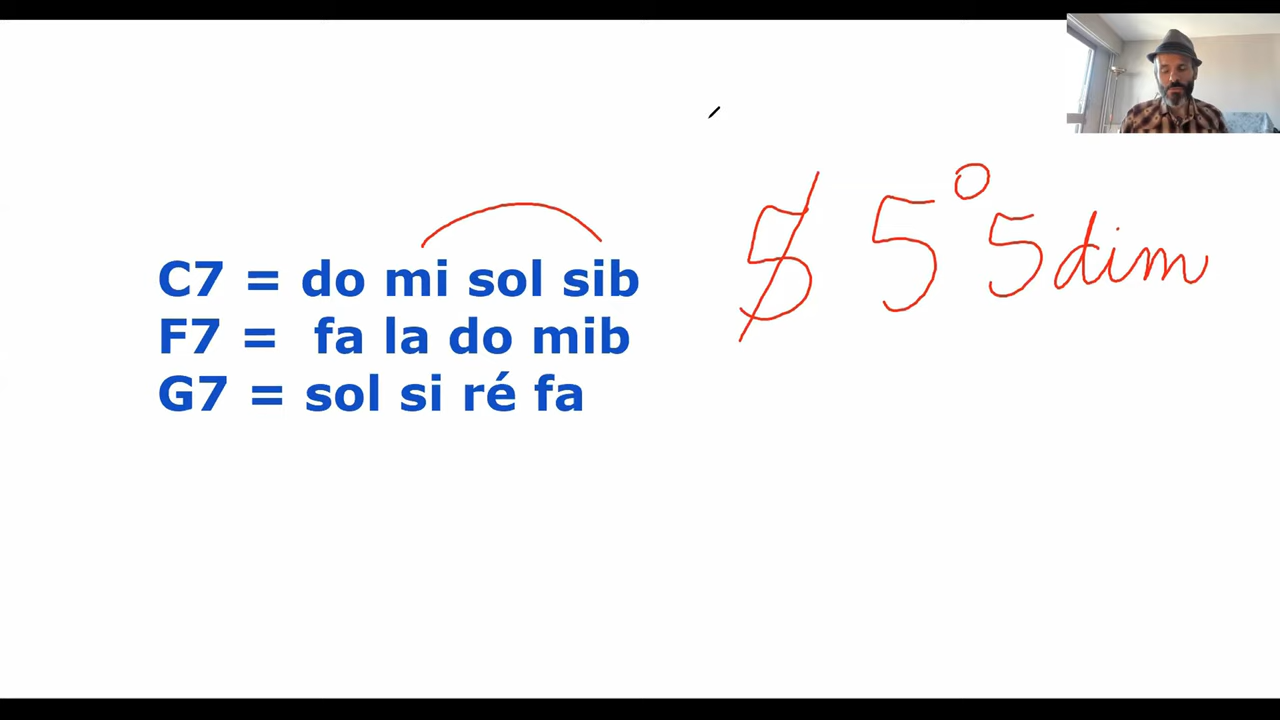 C7 = do mi sol sib
F7 = fa la do mib
G7 = sol si ré fa
5 5° 5dim